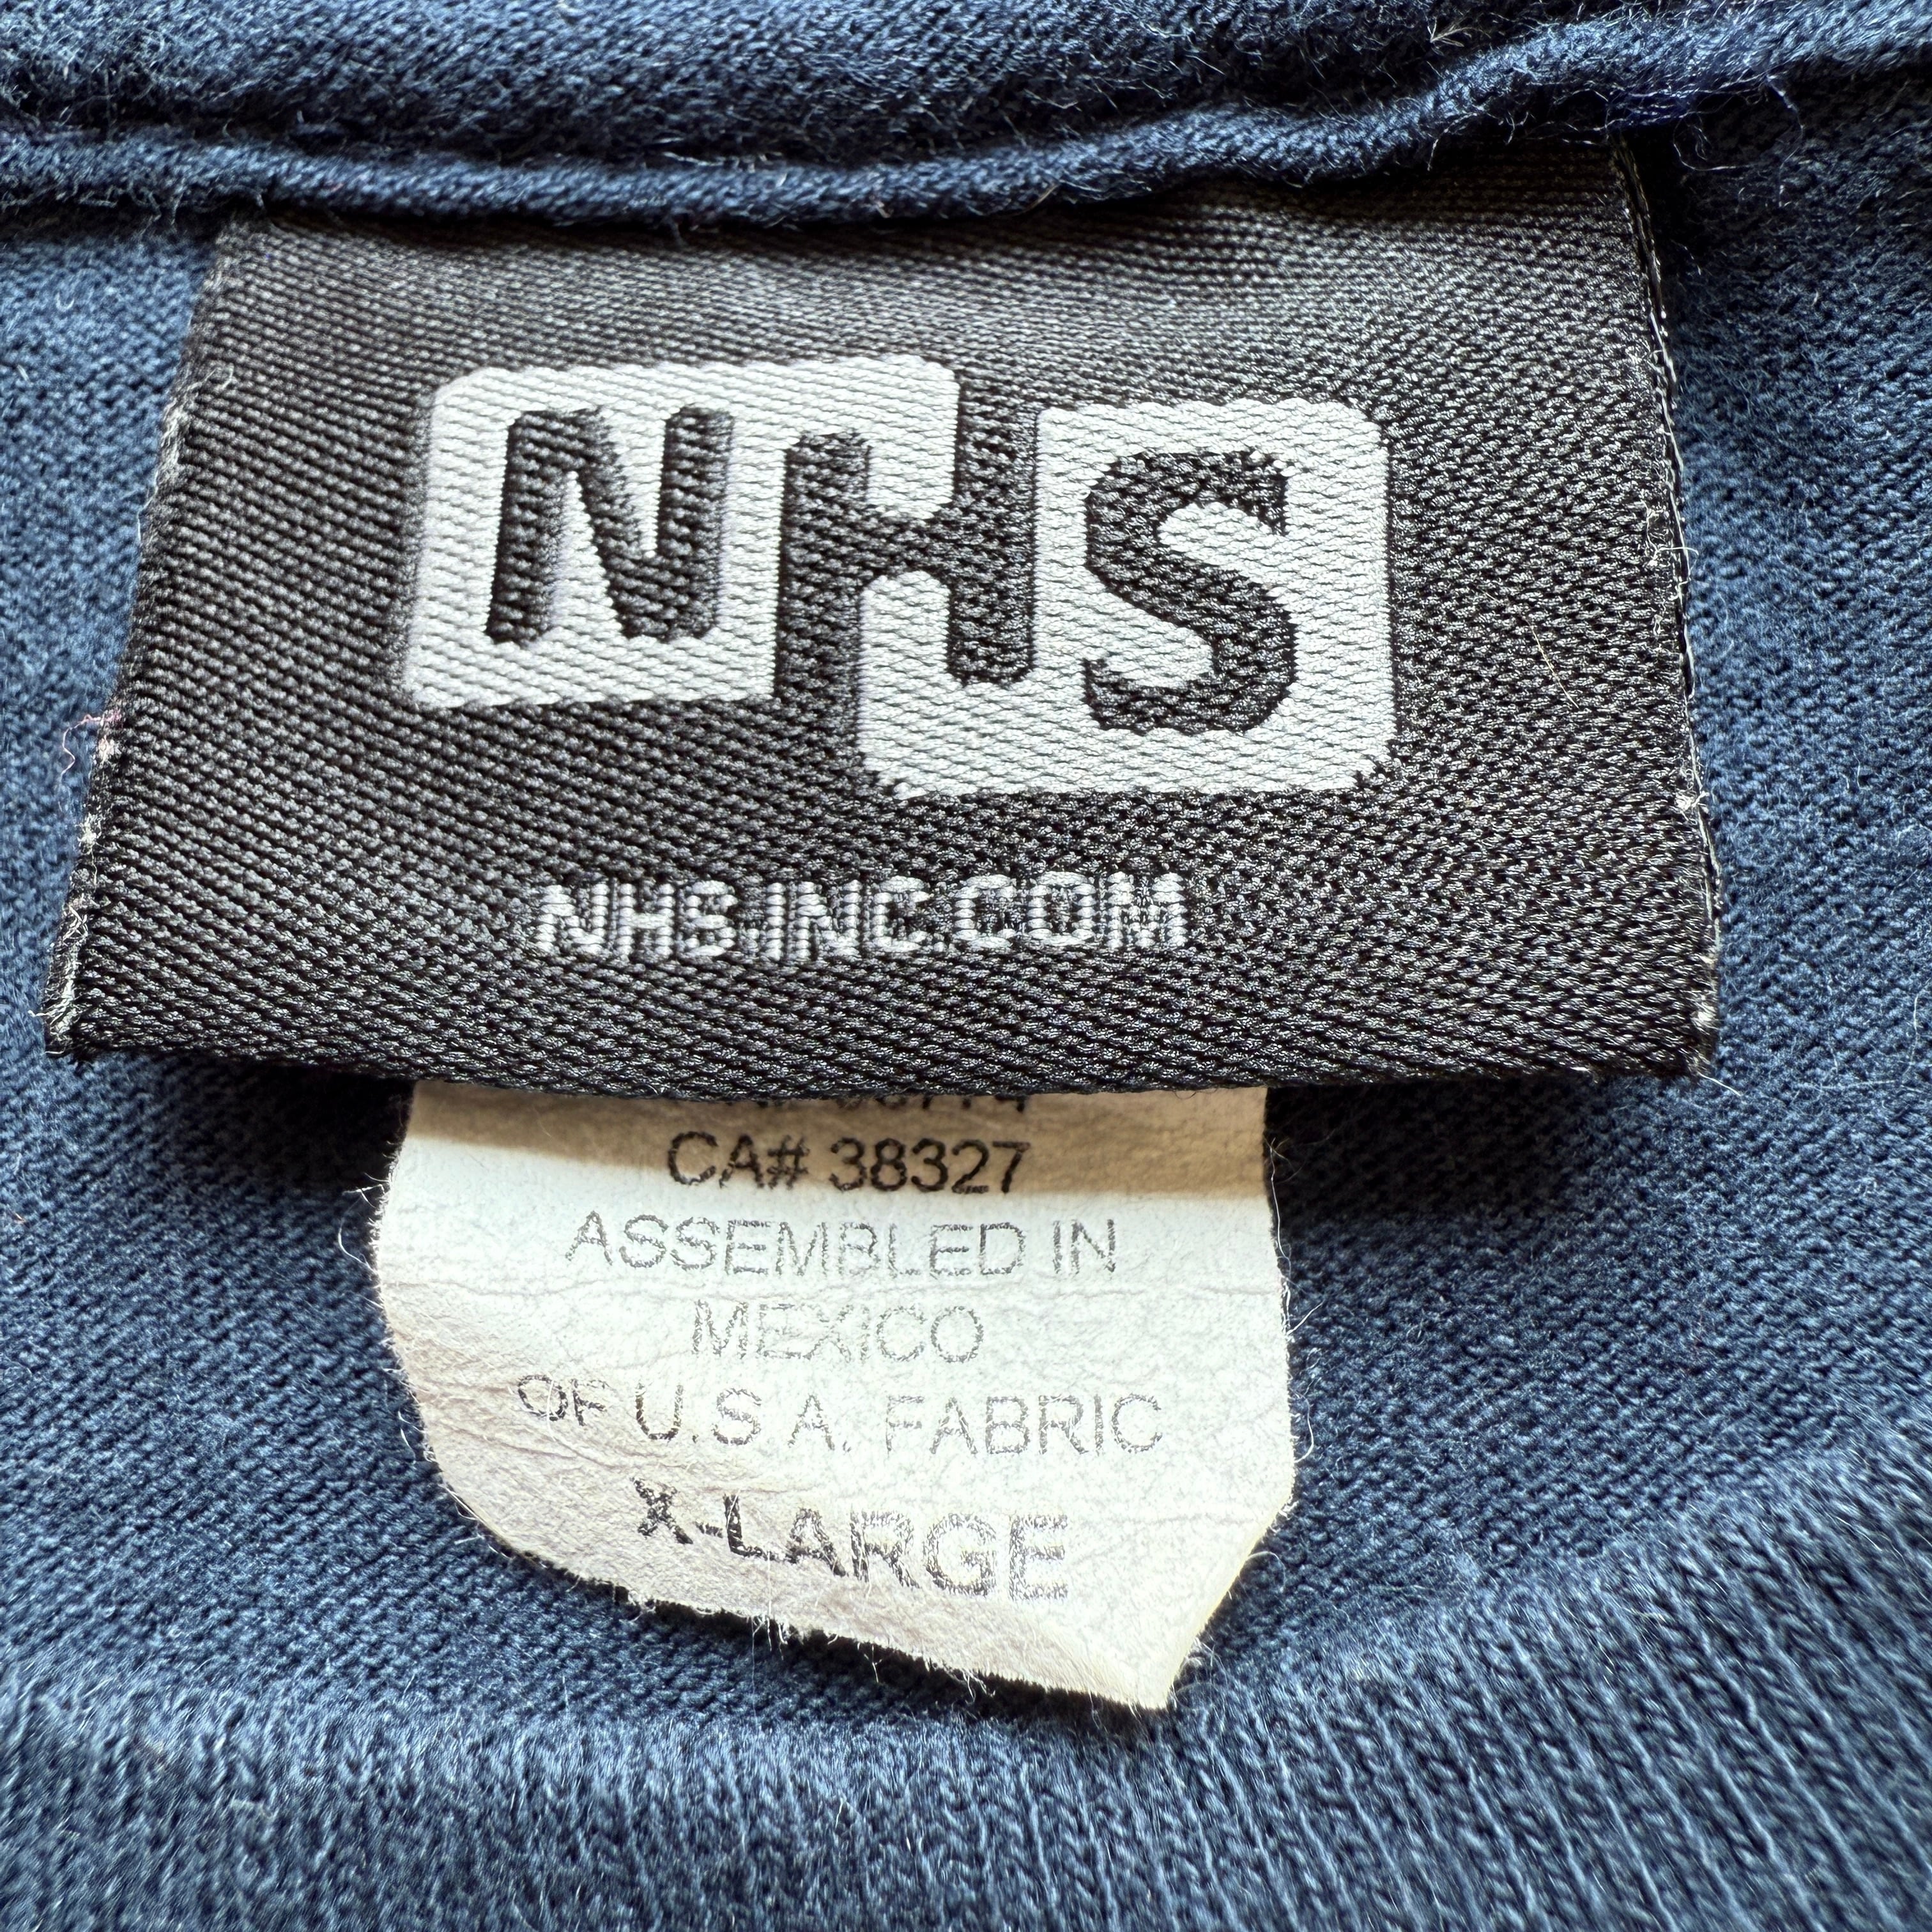 NHS
NHS.INC.COM
CA# 38327
ASSEMBLED IN
MEXICO
OF U.S.A. FABRIC
X-LARGE